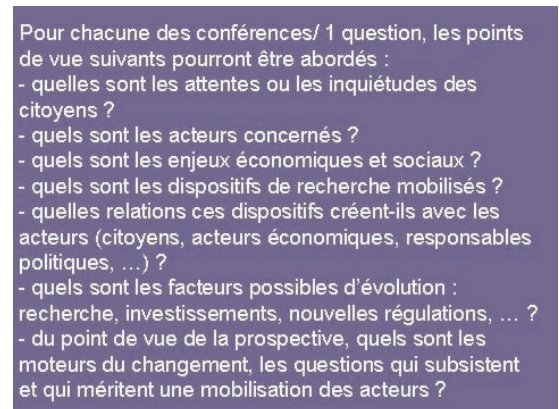 Pour chacune des conférences/ 1 question, les points
de vue suivants pourront être abordés :
- quelles sont les attentes ou les inquiétudes des
citoyens ?
- quels sont les acteurs concernés ?
- quels sont les enjeux économiques et sociaux ?
- quels sont les dispositifs de recherche mobilisés ?
- quelles relations ces dispositifs créent-ils avec les
acteurs (citoyens, acteurs économiques, responsables
politiques, ...) ?
- quels sont les facteurs possibles d'évolution :
recherche, investissements, nouvelles régulations, ... ?
- du point de vue de la prospective, quels sont les
moteurs du changement, les questions qui subsistent
et qui méritent une mobilisation des acteurs ?